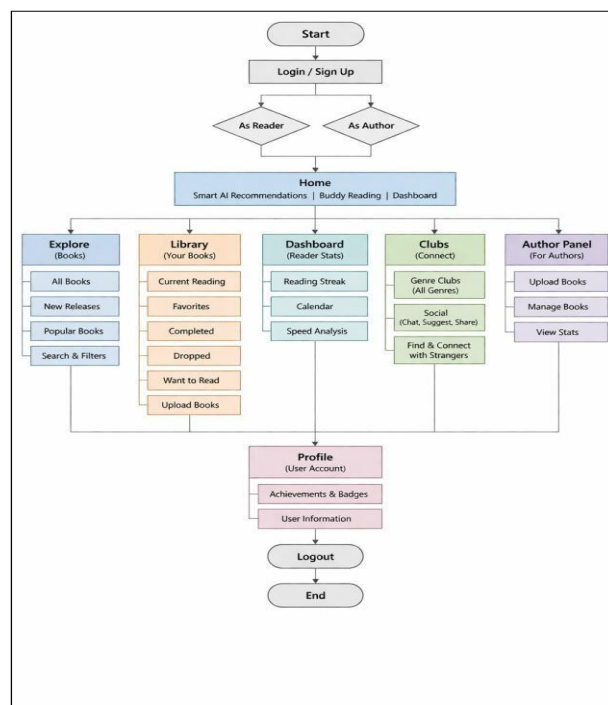 Start
Login / Sign Up
As Reader
As Author
Home
Smart AI Recommendations | Buddy Reading | Dashboard
Explore
(Books)
All Books
New Releases
Popular Books
Search & Filters
Library
(Your Books)
Current Reading
Favorites
Completed
Dropped
Want to Read
Upload Books
Dashboard
(Reader Stats)
Reading Streak
Calendar
Speed Analysis
Clubs
(Connect)
Genre Clubs
(All Genres)
Social
(Chat, Suggest, Share)
Find & Connect
with Strangers
Author Panel
(For Authors)
Upload Books
Manage Books
View Stats
Profile
(User Account)
Achievements & Badges
User Information
Logout
End